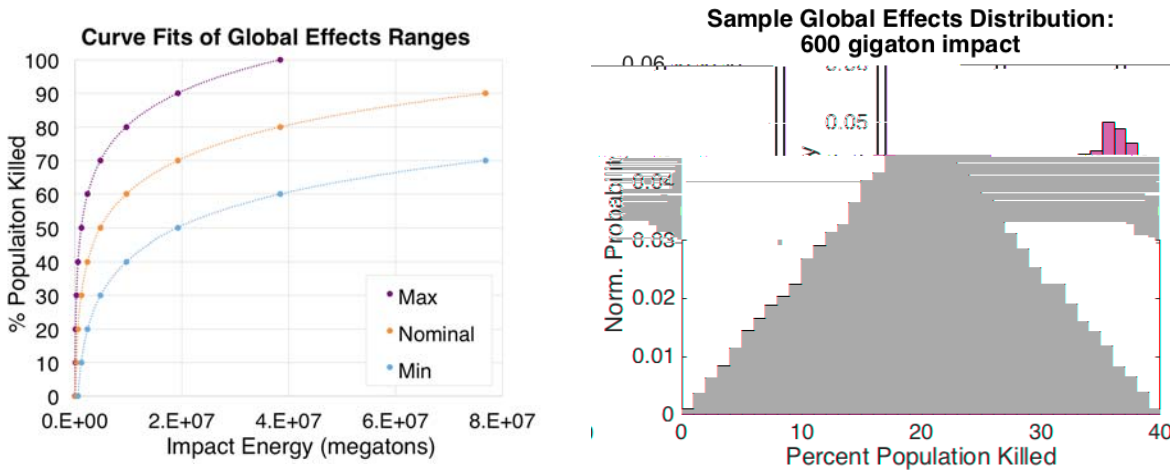 Curve Fits of Global Effects Ranges
100
90
80
70
60
50
40
30
20
10
0
% Populaiton Killed
Max
Nominal
Min
0.E+00
2.E+07
4.E+07
6.E+07
8.E+07
Impact Energy (megatons)
Sample Global Effects Distribution:
600 gigaton impact
0.06
0.05
0.04
0.03
0.02
0.01
0
Norm. Probabili
0
10
20
30
40
Percent Population Killed